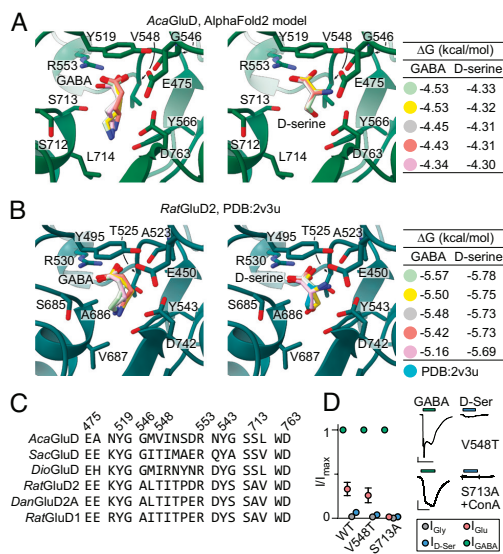 A
AcaGluD, AlphaFold2 model
Y519
V548
G546
R553
GABA
E475
S713
Y566
S712
L714
D763
Y519
V548
G546
R553
E475
S713
D-serine
Y566
S712
L714
D763
ΔG (kcal/mol)
GABA D-serine
-4.53 -4.33
-4.53 -4.32
-4.45 -4.31
-4.43 -4.31
-4.34 -4.30
B
RatGluD2, PDB:2v3u
Y495
T525
A523
R530
GABA
E450
S685
A686
Y543
V687
D742
Y495
T525
A523
R530
D-serine
E450
S685
A686
Y543
V687
D742
ΔG (kcal/mol)
GABA D-serine
-5.57 -5.78
-5.50 -5.75
-5.48 -5.73
-5.42 -5.73
-5.16 -5.69
PDB:2v3u
C
475 519 546 548 553 543 713 763
AcaGluD EA NYG GMVINSDR NYG SSL WD
SacGluD EE KYG GITIMAER QYA SSV WD
DioGluD EH KYG GMIRNYNR DYG SSL WD
RatGluD2 EE KYG ALTITPDR DYS SAV WD
DanGluD2A EE KYG ALTITPER DYS SAV WD
RatGluD1 EE RYG AITITPER DYS SAV WD
D
I/I max
1
0
WT
V548T
S713A
GABA D-Ser
V548T
S713A
+ConA
IGly IGlu
ID-Ser IGABA